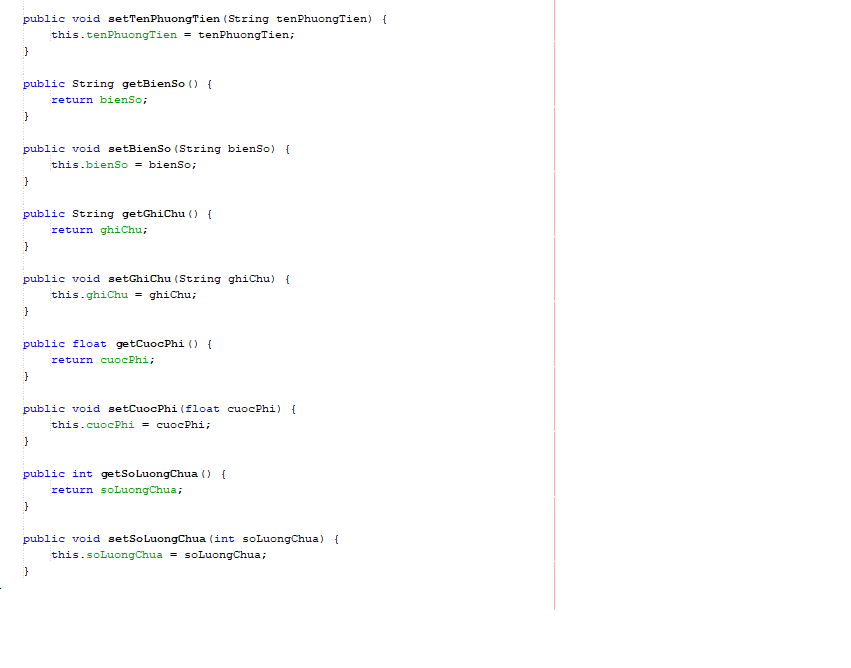 public void setTenPhuongTien(String tenPhuongTien) {
    this.tenPhuongTien = tenPhuongTien;
}

public String getBienSo() {
    return bienSo;
}

public void setBienSo(String bienSo) {
    this.bienSo = bienSo;
}

public String getGhiChu() {
    return ghiChu;
}

public void setGhiChu(String ghiChu) {
    this.ghiChu = ghiChu;
}

public float getCuocPhi() {
    return cuocPhi;
}

public void setCuocPhi(float cuocPhi) {
    this.cuocPhi = cuocPhi;
}

public int getSoLuongChua() {
    return soLuongChua;
}

public void setSoLuongChua(int soLuongChua) {
    this.soLuongChua = soLuongChua;
}